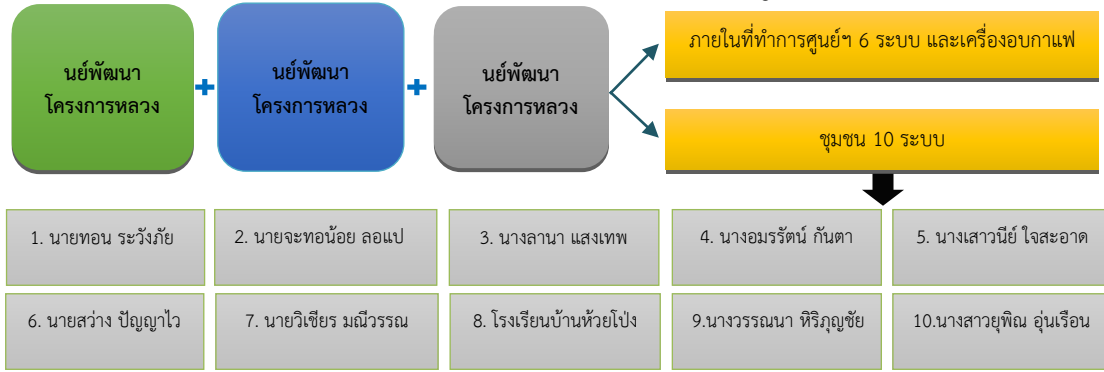 นย์พัฒนา
โครงการหลวง
นย์พัฒนา
โครงการหลวง
นย์พัฒนา
โครงการหลวง
ภายในที่ทำการศูนย์ฯ 6 ระบบ และเครื่องอบกาแฟ
ชุมชน 10 ระบบ
1. นายทอน ระวังภัย
2. นายจะทอน้อย ลอแป
3. นางลานา แสงเทพ
4. นางอมรรัตน์ กันตา
5. นางเสาวนีย์ ใจสะอาด
6. นายสว่าง ปัญญาไว
7. นายวิเชียร มณีวรรณ
8. โรงเรียนบ้านห้วยโป่ง
9.นางวรรณนา หิริภุญชัย
10.นางสาวยุพิณ อุ่นเรือน